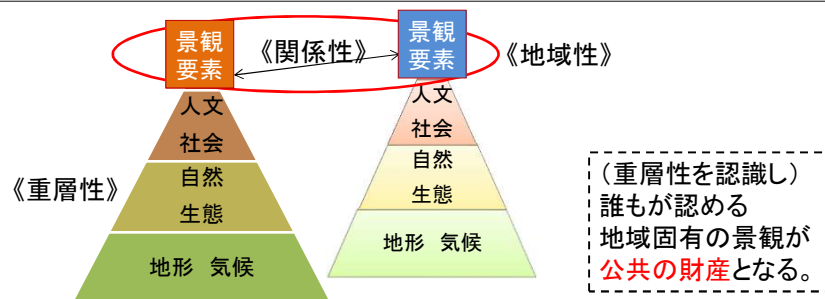 景観
要素
《関係性》
景観
要素
《地域性》
人文
社会
自然
生態
地形 気候
《重層性》
人文
社会
自然
生態
地形 気候
(重層性を認識し)
誰もが認める
地域固有の景観が
公共の財産となる。